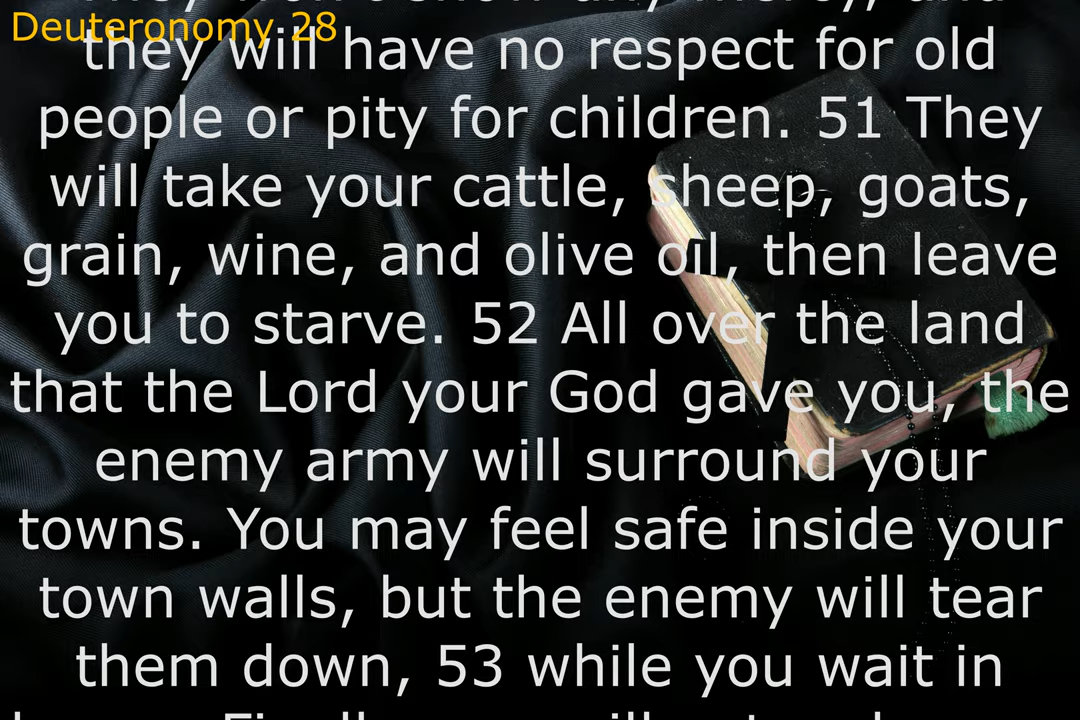 Deuteronomy 28
they will have no respect for old
people or pity for children. 51 They
will take your cattle, sheep, goats,
grain, wine, and olive oil, then leave
you to starve. 52 All over the land
that the Lord your God gave you, the
enemy army will surround your
towns. You may feel safe inside your
town walls, but the enemy will tear
them down, 53 while you wait in